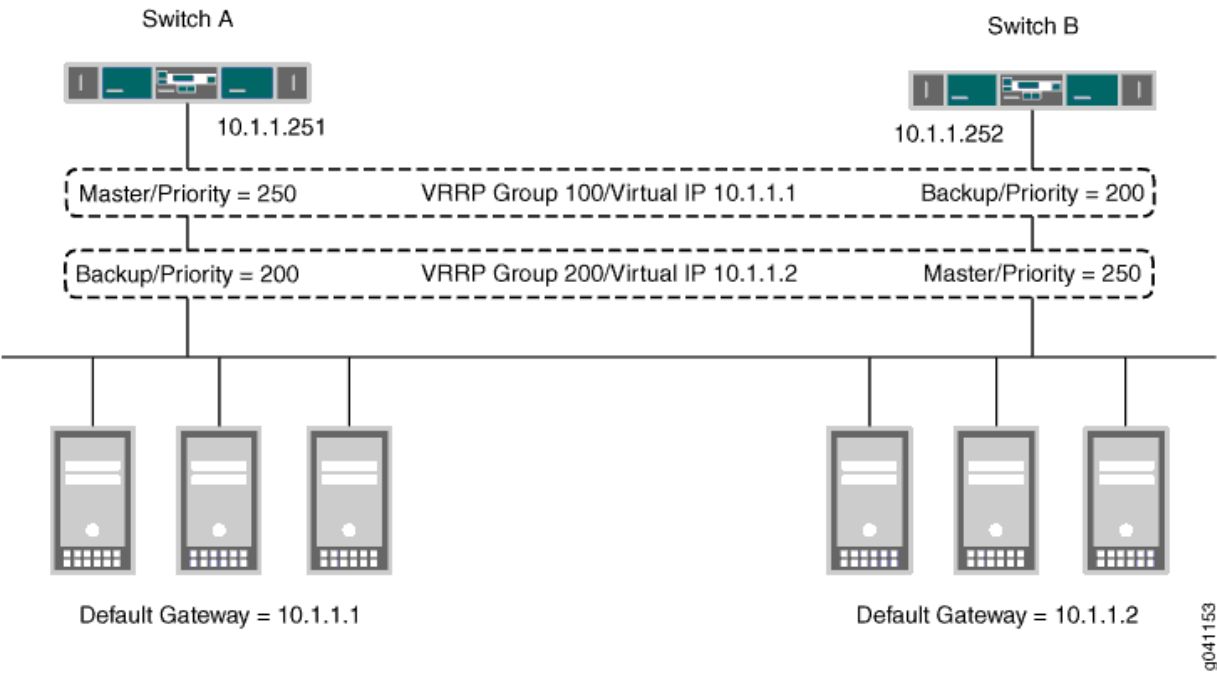 Switch A
Switch B
10.1.1.251
10.1.1.252
Master/Priority = 250 VRRP Group 100/Virtual IP 10.1.1.1 Backup/Priority = 200
Backup/Priority = 200 VRRP Group 200/Virtual IP 10.1.1.2 Master/Priority = 250
Default Gateway = 10.1.1.1 Default Gateway = 10.1.1.2
g041153